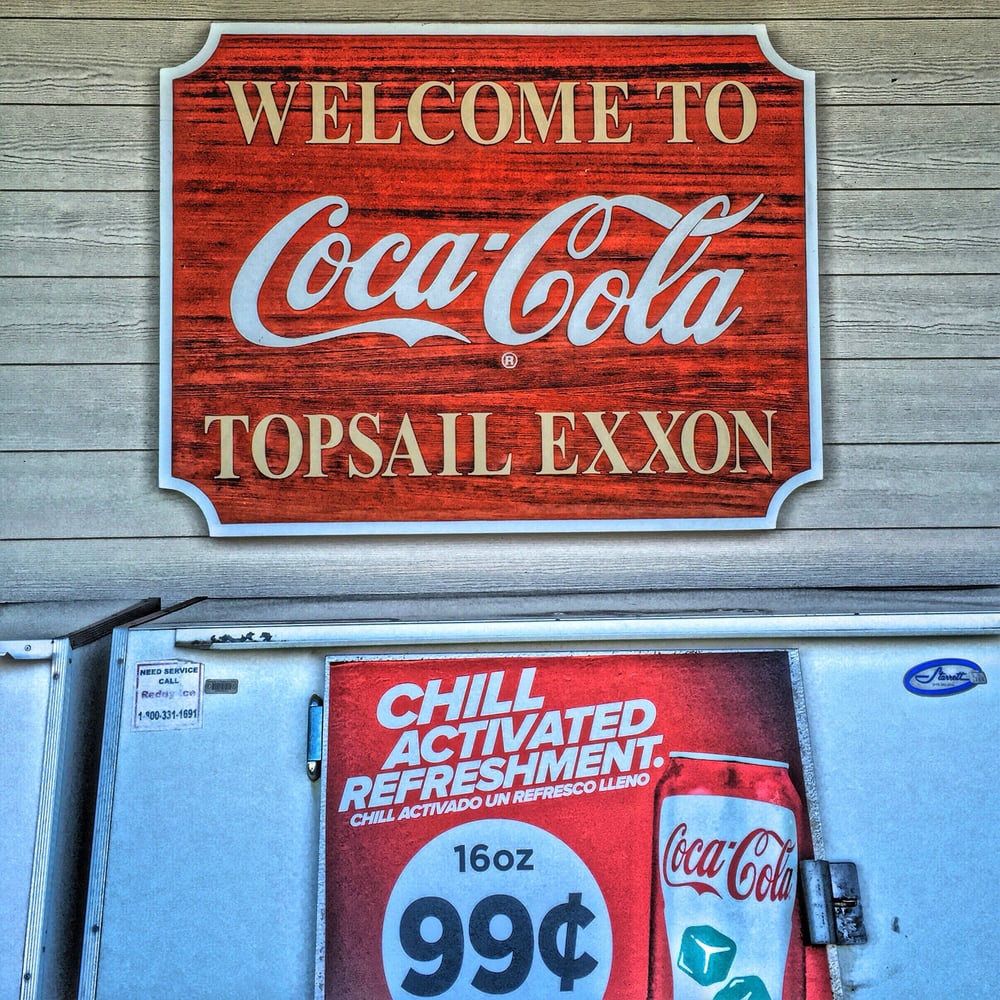 WELCOME TO
Coca-Cola
®
TOPSAIL EXXON
NEED SERVICE
CALL
Reddy Ice
1-800-331-1691
Starrett
CHILL
ACTIVATED
REFRESHMENT.
CHILL ACTIVADO UN REFRESCO LLENO
16oz
99¢
Coca-Cola